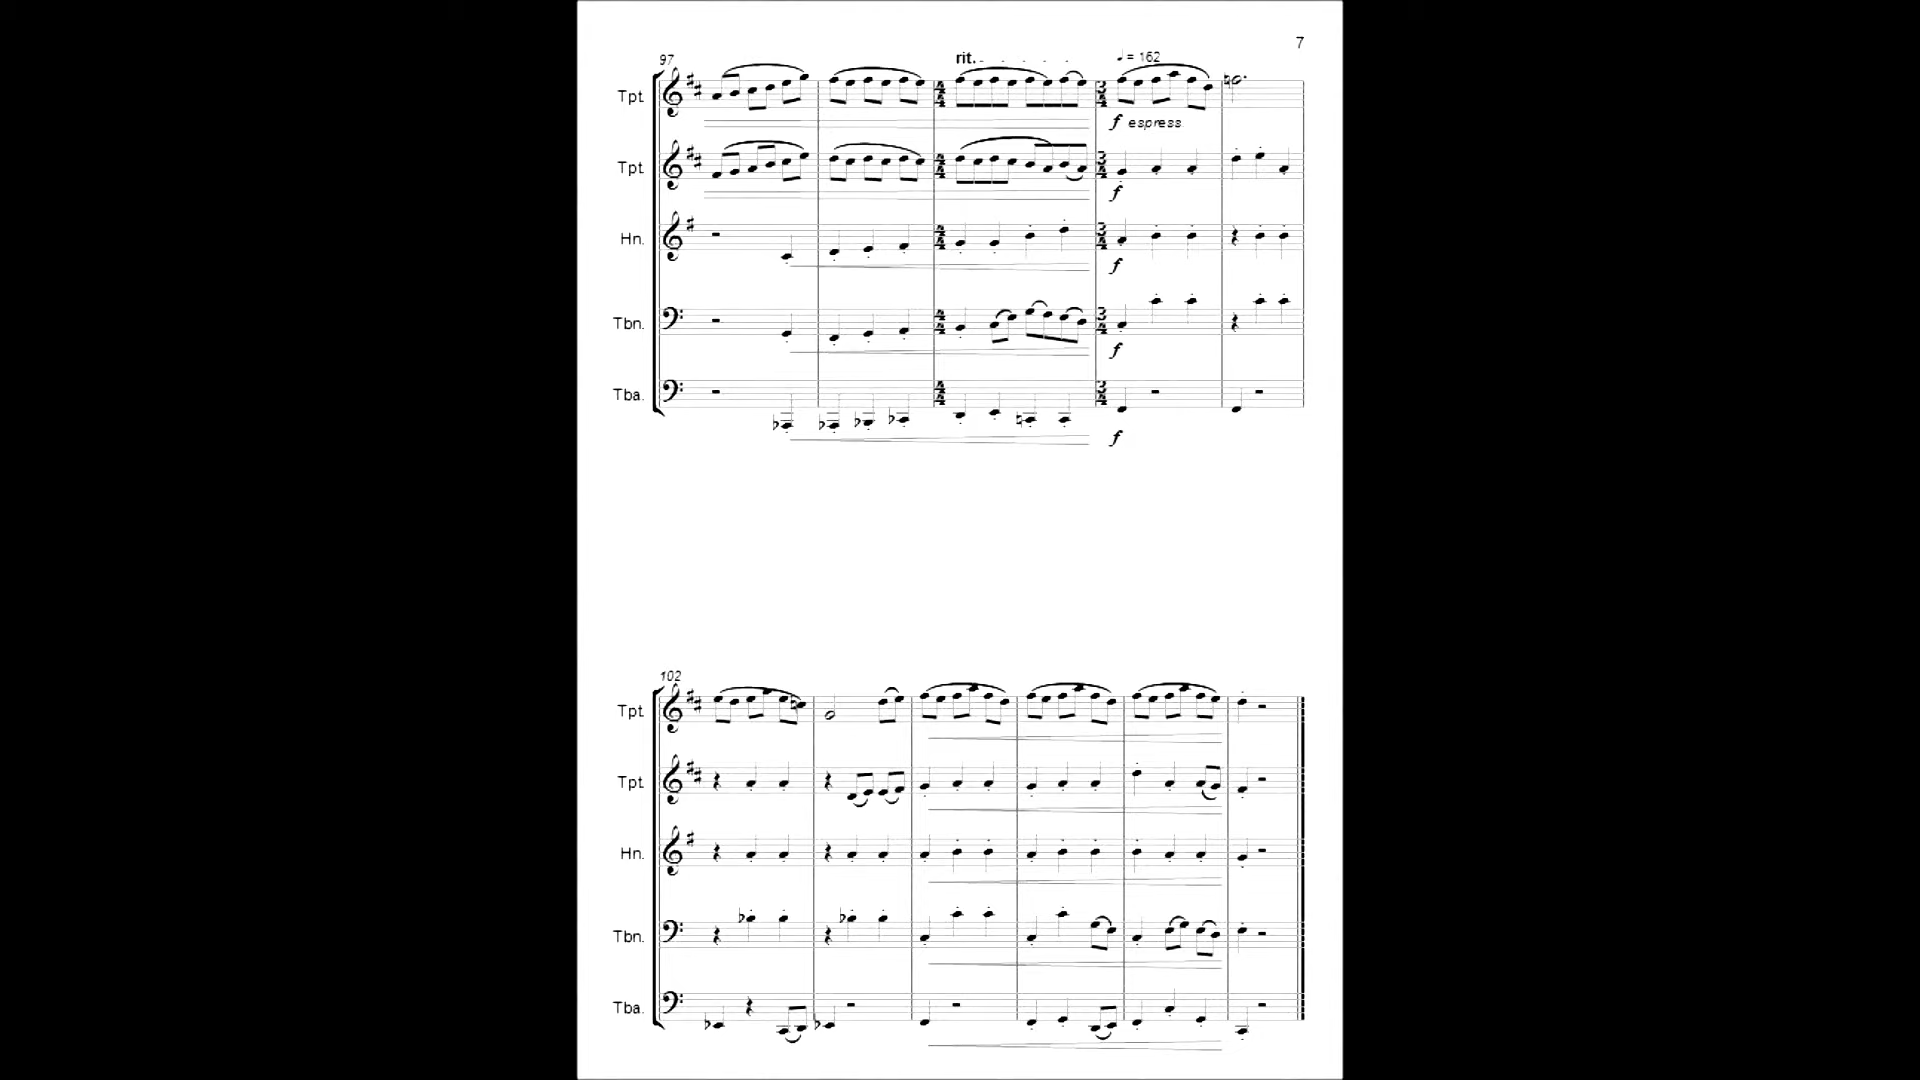 7
97
rit.
♩ = 162
Tpt
f espress
Tpt
f
Hn.
f
Tbn.
f
Tba.
f
102
Tpt
Tpt
Hn.
Tbn.
Tba.